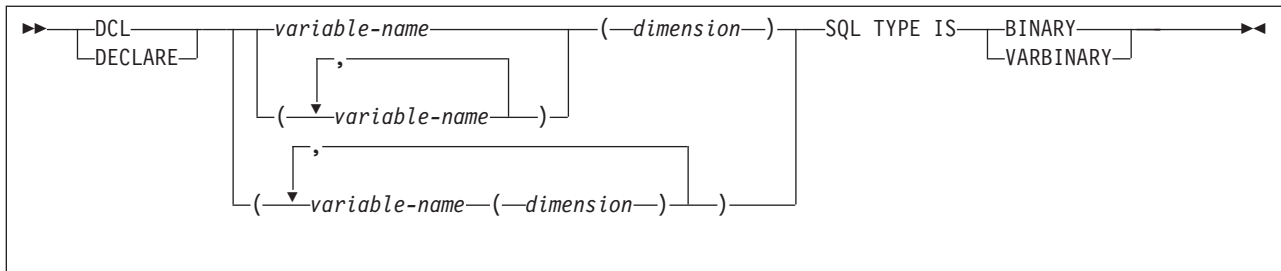 DCL variable-name ( dimension ) SQL TYPE IS BINARY
DECLARE VARBINARY
,
( variable-name )
,
( variable-name ( dimension ) )